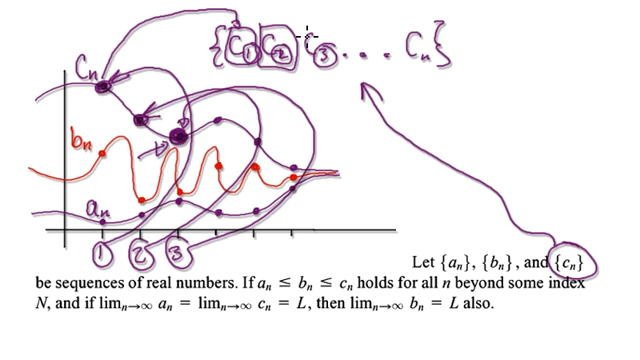 {C₁ C₂ C₃ . . . . Cₙ}
Cₙ
bₙ
aₙ
1 2 3
Let {aₙ}, {bₙ}, and {cₙ}
be sequences of real numbers. If aₙ ≤ bₙ ≤ cₙ holds for all n beyond some index
N, and if limₙ→∞ aₙ = limₙ→∞ cₙ = L, then limₙ→∞ bₙ = L also.